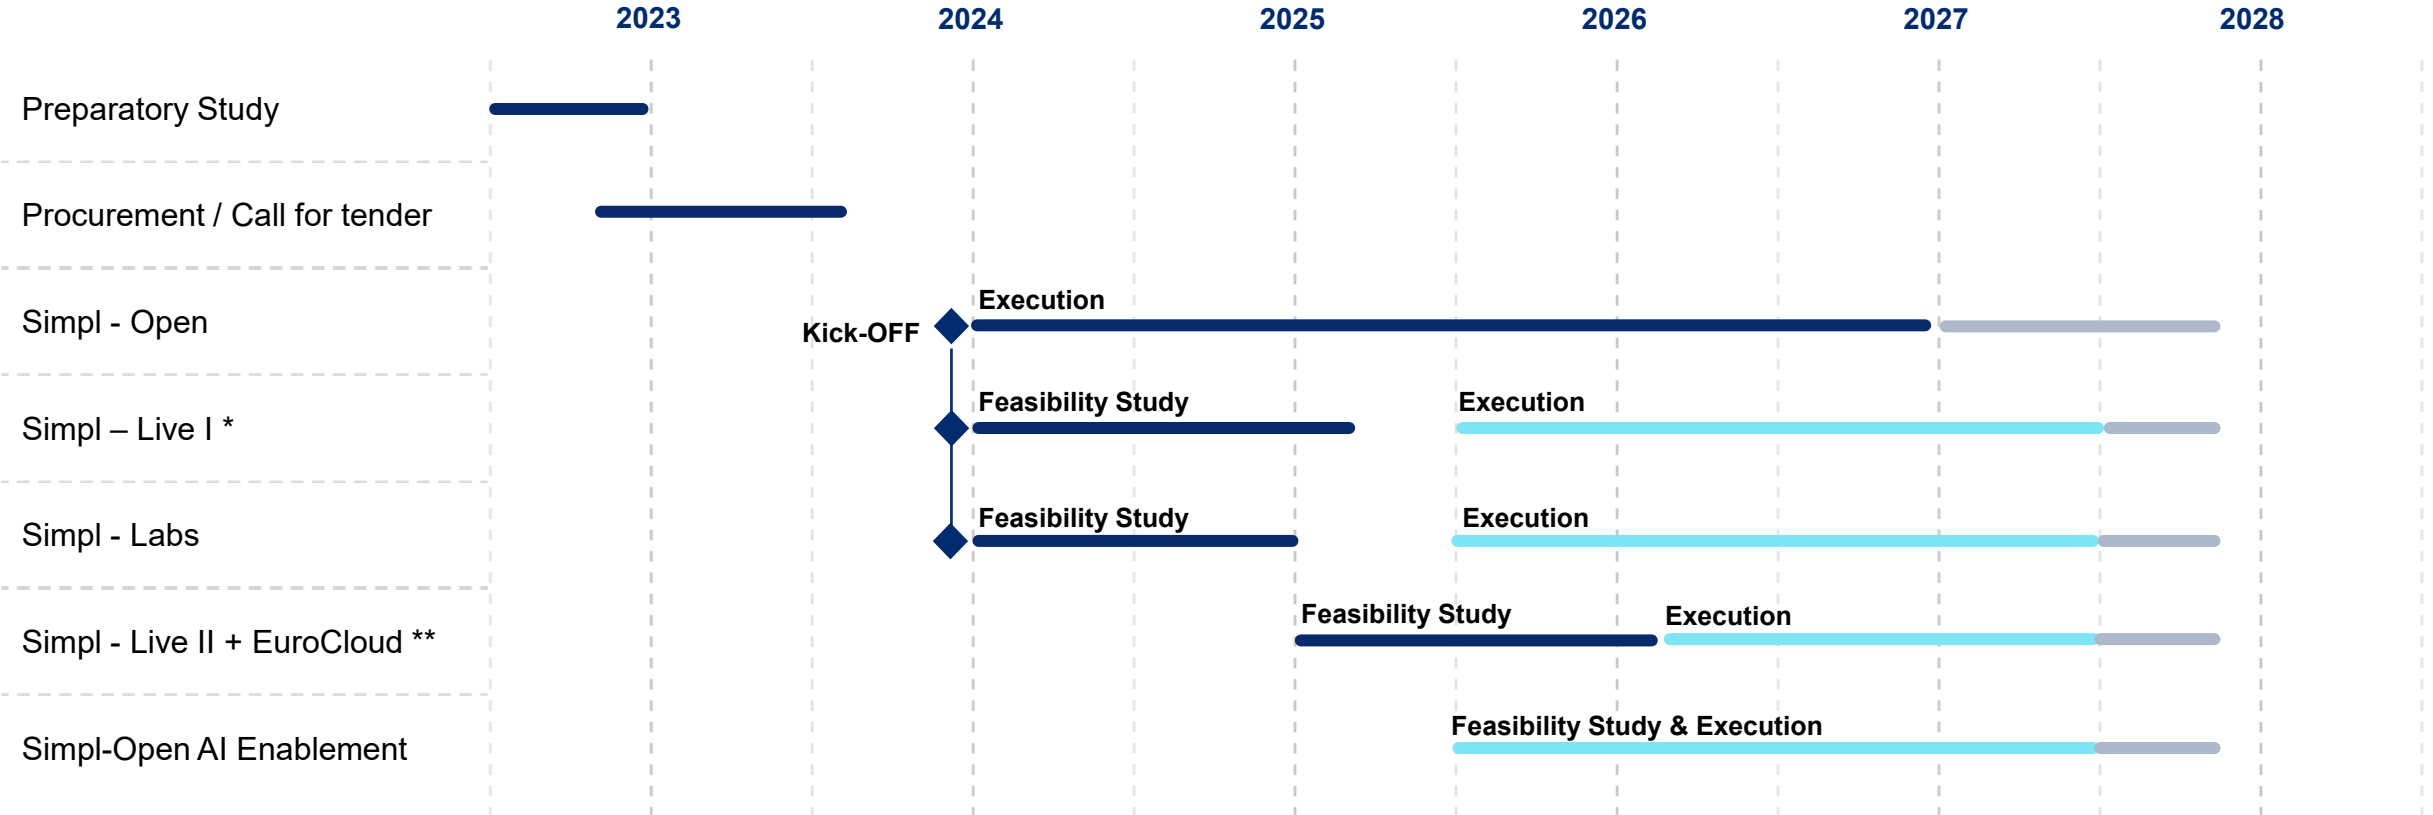 2023
2024
2025
2026
2027
2028
Preparatory Study
Procurement / Call for tender
Simpl - Open
Kick-OFF
Execution
Simpl – Live I *
Feasibility Study
Execution
Simpl - Labs
Feasibility Study
Execution
Simpl - Live II + EuroCloud **
Feasibility Study
Execution
Simpl-Open AI Enablement
Feasibility Study & Execution